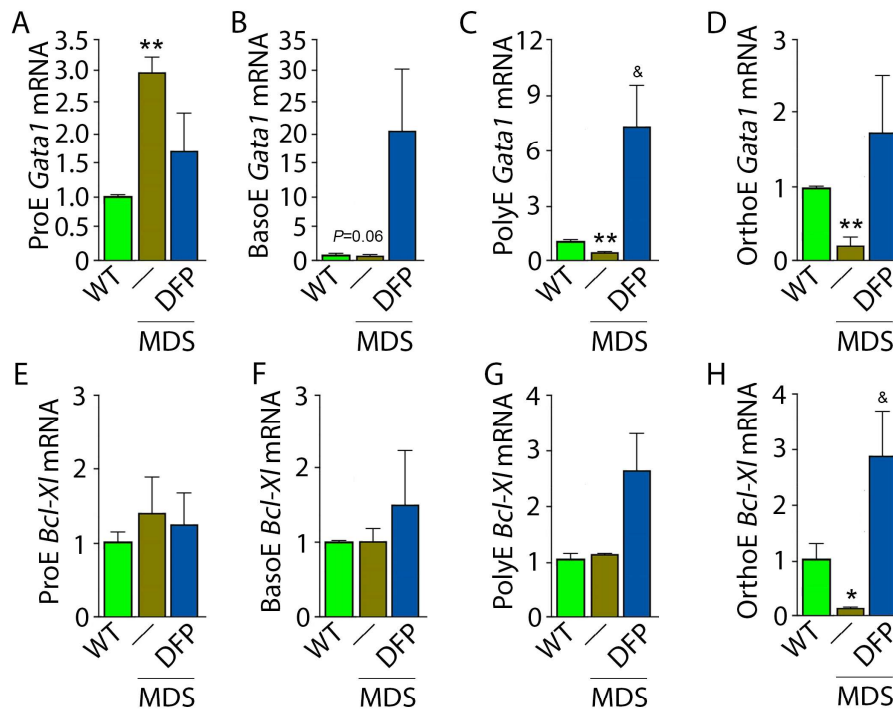 A
ProE Gata1 mRNA
3.5
3.0
2.5
2.0
1.5
1.0
0.5
0
**
WT
—
DFP
MDS
B
BasoE Gata1 mRNA
35
30
25
20
15
10
5
0
P=0.06
WT
—
DFP
MDS
C
PolyE Gata1 mRNA
12
9
6
3
0
**
&
WT
—
DFP
MDS
D
OrthoE Gata1 mRNA
3
2
1
0
**
WT
—
DFP
MDS
E
ProE Bcl-Xl mRNA
3
2
1
0
WT
—
DFP
MDS
F
BasoE Bcl-Xl mRNA
3
2
1
0
WT
—
DFP
MDS
G
PolyE Bcl-Xl mRNA
4
3
2
1
0
WT
—
DFP
MDS
H
OrthoE Bcl-Xl mRNA
4
3
2
1
0
*
&
WT
—
DFP
MDS